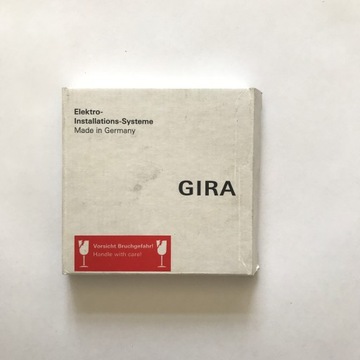 Elektro-
Installations-Systeme
Made in Germany
GIRA
Vorsicht Bruchgefahr!
Handle with care!